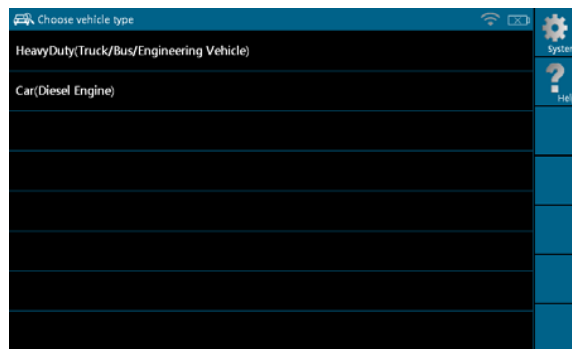 Choose vehicle type
HeavyDuty(Truck/Bus/Engineering Vehicle)
Car(Diesel Engine)
System
Hel